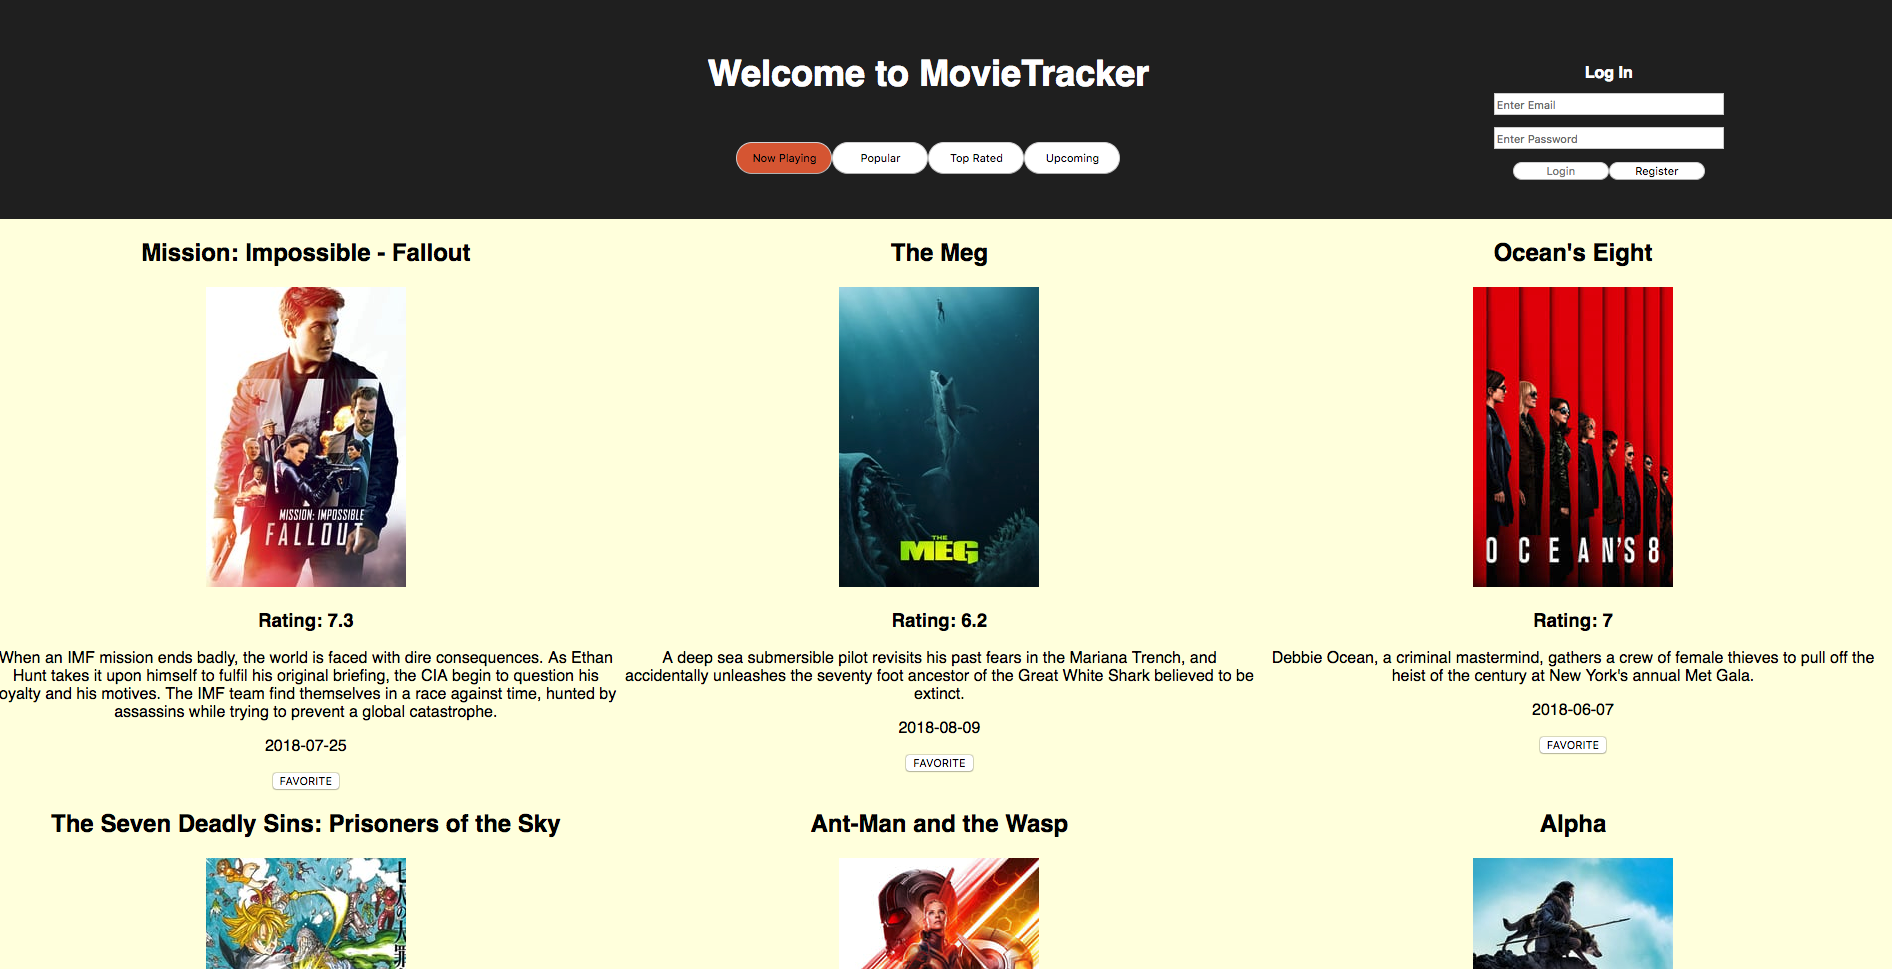 Welcome to MovieTracker
Now Playing
Popular
Top Rated
Upcoming
Log In
Enter Email
Enter Password
Login
Register
Mission: Impossible - Fallout
MISSION: IMPOSSIBLE
FALLOUT
Rating: 7.3
When an IMF mission ends badly, the world is faced with dire consequences. As Ethan
Hunt takes it upon himself to fulfil his original briefing, the CIA begin to question his
oyalty and his motives. The IMF team find themselves in a race against time, hunted by
assassins while trying to prevent a global catastrophe.
2018-07-25
FAVORITE
The Meg
THE
MEG
Rating: 6.2
A deep sea submersible pilot revisits his past fears in the Mariana Trench, and
accidentally unleashes the seventy foot ancestor of the Great White Shark believed to be
extinct.
2018-08-09
FAVORITE
Ocean's Eight
OCEAN'S 8
Rating: 7
Debbie Ocean, a criminal mastermind, gathers a crew of female thieves to pull off the
heist of the century at New York's annual Met Gala.
2018-06-07
FAVORITE
The Seven Deadly Sins: Prisoners of the Sky
七人の大罪
Ant-Man and the Wasp
Alpha